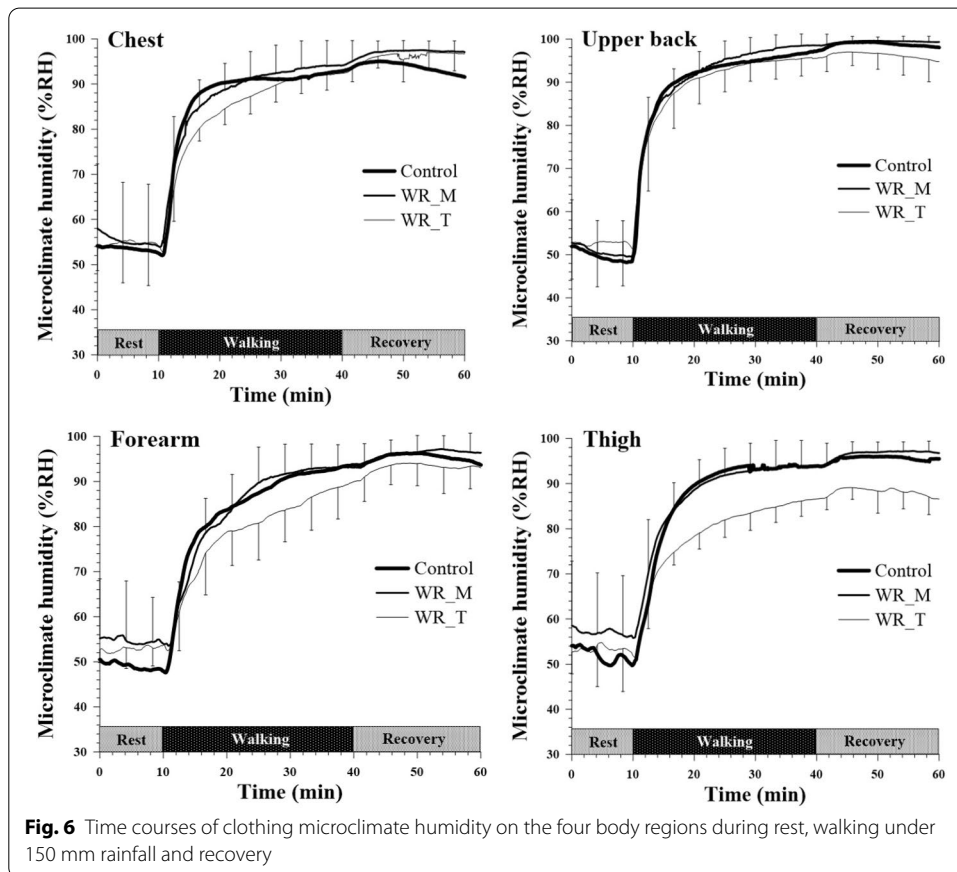 Chest
Microclimate humidity (%RH)
100
90
80
70
60
50
40
30
Control
WR_M
WR_T
Rest Walking Recovery
0 10 20 30 40 50 60
Time (min)
Upper back
Microclimate humidity (%RH)
100
90
80
70
60
50
40
30
Control
WR_M
WR_T
Rest Walking Recovery
0 10 20 30 40 50 60
Time (min)
Forearm
Microclimate humidity (%RH)
100
90
80
70
60
50
40
30
Control
WR_M
WR_T
Rest Walking Recovery
0 10 20 30 40 50 60
Time (min)
Thigh
Microclimate humidity (%RH)
100
90
80
70
60
50
40
30
Control
WR_M
WR_T
Rest Walking Recovery
0 10 20 30 40 50 60
Time (min)
Fig. 6 Time courses of clothing microclimate humidity on the four body regions during rest, walking under
150 mm rainfall and recovery